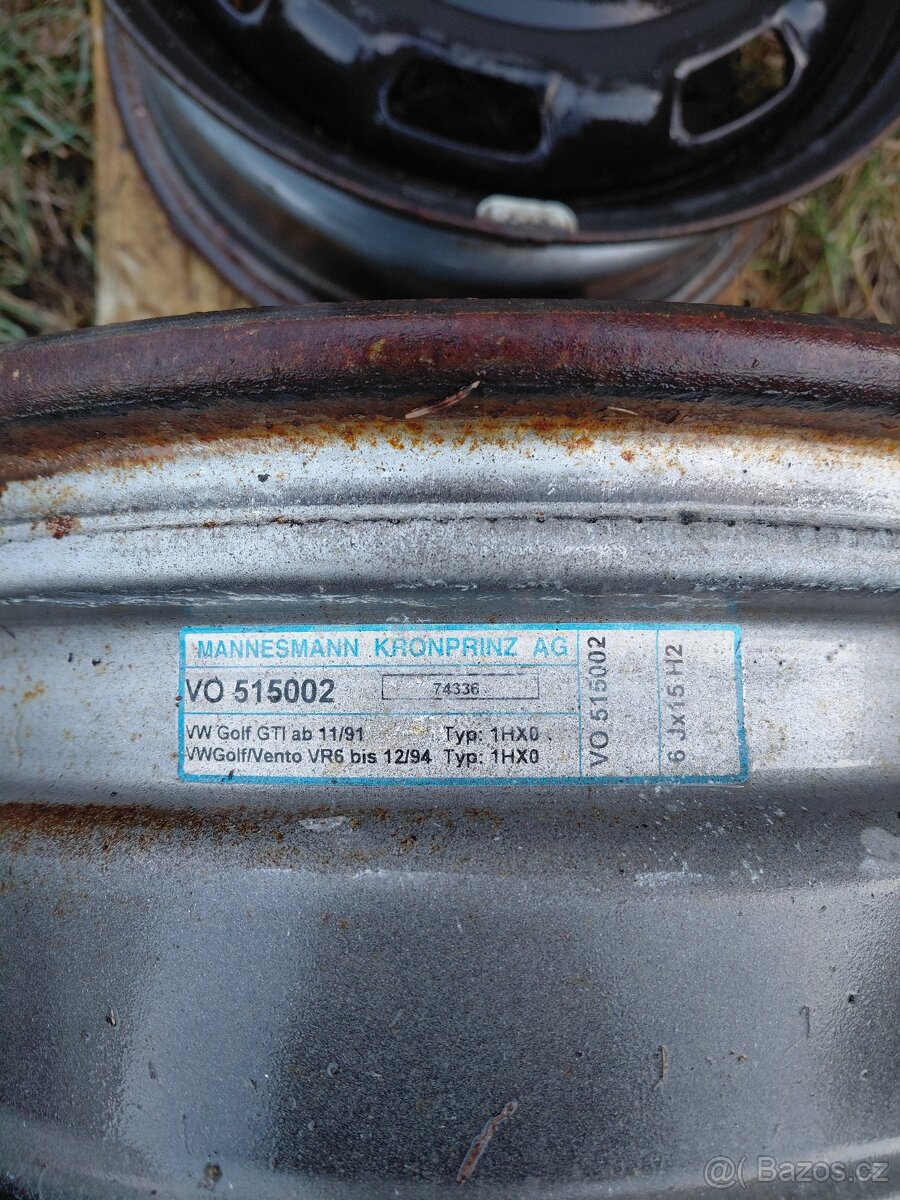 MANNESMANN KRONPRINZ AG
VO 515002
74336
VW Golf GTI ab 11/91 Typ: 1HX0
VWGolf/Vento VR6 bis 12/94 Typ: 1HX0
VO 515002
6 Jx15 H2
@( Bazos.cz